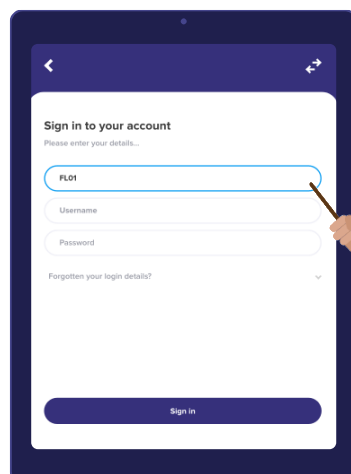 Sign in to your account
Please enter your details...
FL01
Username
Password
Forgotten your login details?
Sign in